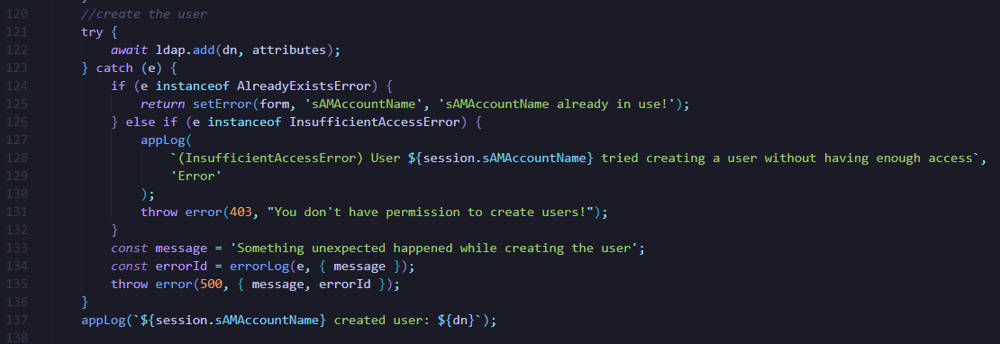 120 //create the user
121 try {
122 await ldap.add(dn, attributes);
123 } catch (e) {
124 if (e instanceof AlreadyExistsError) {
125 return setError(form, 'sAMAccountName', 'sAMAccountName already in use!');
126 } else if (e instanceof InsufficientAccessError) {
127 appLog(
128 `(InsufficientAccessError) User ${session.sAMAccountName} tried creating a user without having enough access`,
129 'Error'
130 );
131 throw error(403, "You don't have permission to create users!");
132 }
133 const message = 'Something unexpected happened while creating the user';
134 const errorId = errorLog(e, { message });
135 throw error(500, { message, errorId });
136 }
137 appLog(`${session.sAMAccountName} created user: ${dn}`);
138